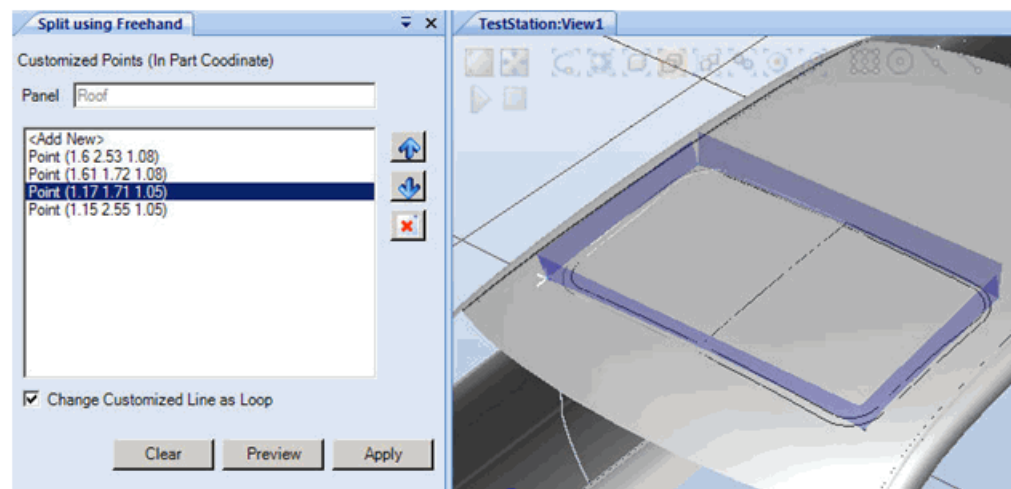 Split using Freehand
Customized Points (In Part Coodinate)
Panel Roof
<Add New>
Point (1.6 2.53 1.08)
Point (1.61 1.72 1.08)
Point (1.17 1.71 1.05)
Point (1.15 2.55 1.05)
Change Customized Line as Loop
Clear Preview Apply
TestStation:View1